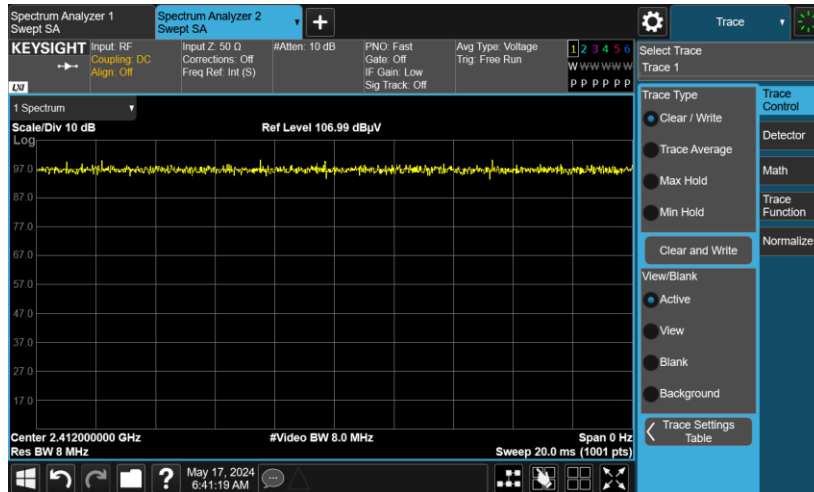 Spectrum Analyzer 1
Swept SA
Spectrum Analyzer 2
Swept SA
Trace
KEYSIGHT
LXI
Input: RF
Coupling: DC
Align: Off
Input Z: 50 Ω
Corrections: Off
Freq Ref: Int (S)
#Atten: 10 dB
PNO: Fast
Gate: Off
IF Gain: Low
Sig Track: Off
Avg Type: Voltage
Trig: Free Run
1 2 3 4 5 6
W W W W W W
P P P P P P
Select Trace
Trace 1
1 Spectrum
Scale/Div 10 dB
Ref Level 106.99 dBµV
Log
97.0
87.0
77.0
67.0
57.0
47.0
37.0
27.0
17.0
Center 2.412000000 GHz
Res BW 8 MHz
#Video BW 8.0 MHz
Span 0 Hz
Sweep 20.0 ms (1001 pts)
Trace Type
Clear / Write
Trace Average
Max Hold
Min Hold
Clear and Write
View/Blank
Active
View
Blank
Background
Trace Settings
Table
Trace
Control
Detector
Math
Trace
Function
Normalize
?
May 17, 2024
6:41:19 AM